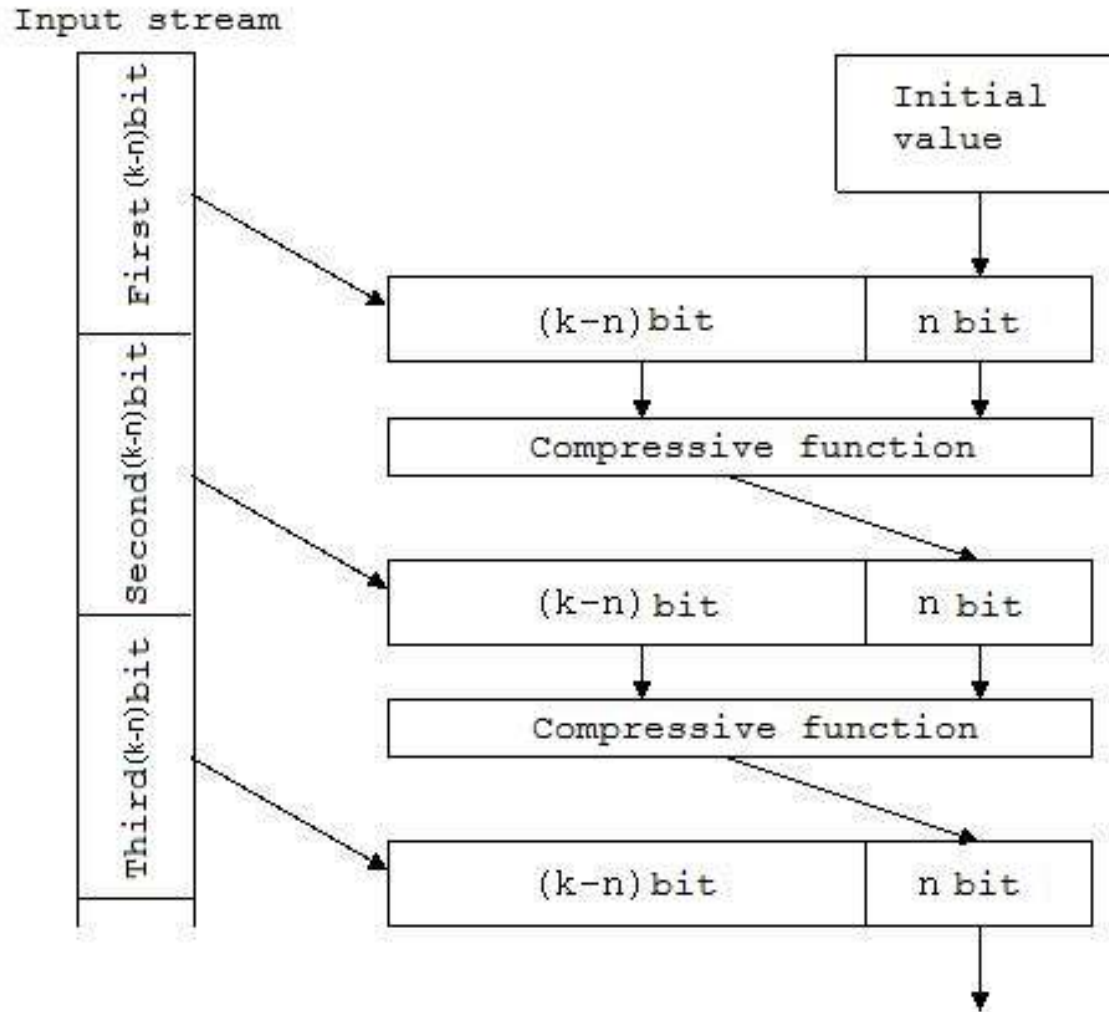 Input stream
First (k-n)bit
Initial
value
(k-n) bit
n bit
Compressive function
Second(k-n)bit
(k-n) bit
n bit
Compressive function
Third(k-n)bit
(k-n) bit
n bit